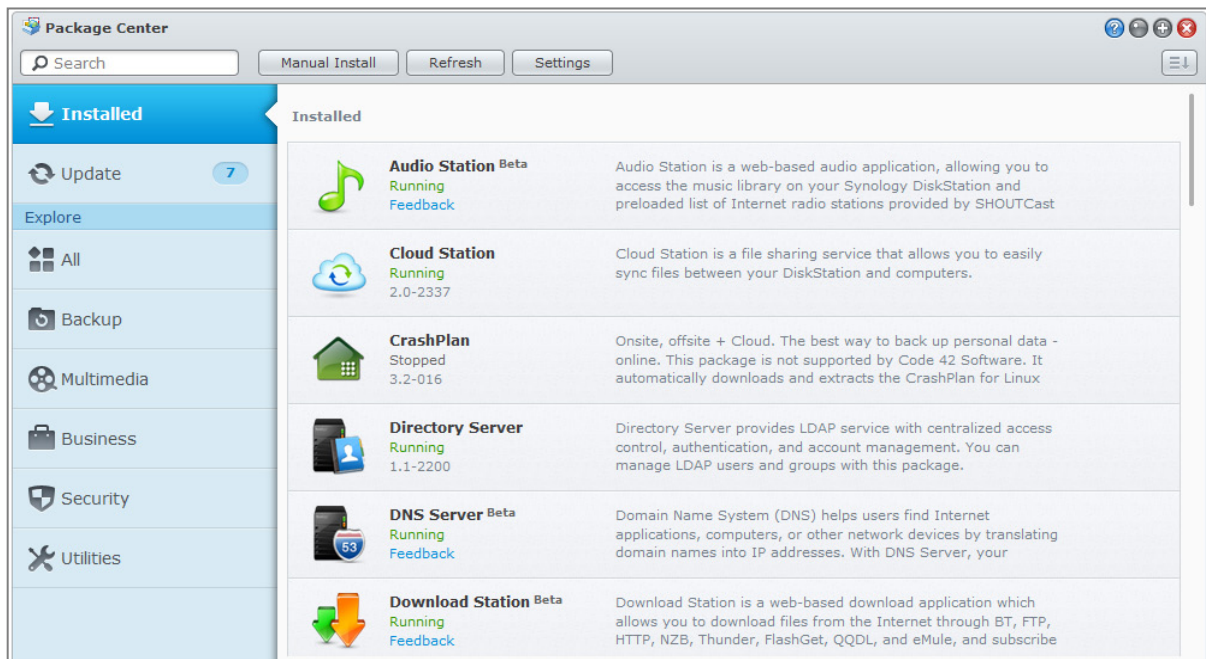 Package Center
Search
Manual Install
Refresh
Settings
Installed
Update
7
Explore
All
Backup
Multimedia
Business
Security
Utilities
Installed
Audio Station Beta
Running
Feedback
Audio Station is a web-based audio application, allowing you to
access the music library on your Synology DiskStation and
preloaded list of Internet radio stations provided by SHOUTCast
Cloud Station
Running
2.0-2337
Cloud Station is a file sharing service that allows you to easily
sync files between your DiskStation and computers.
CrashPlan
Stopped
3.2-016
Onsite, offsite + Cloud. The best way to back up personal data -
online. This package is not supported by Code 42 Software. It
automatically downloads and extracts the CrashPlan for Linux
Directory Server
Running
1.1-2200
Directory Server provides LDAP service with centralized access
control, authentication, and account management. You can
manage LDAP users and groups with this package.
53
DNS Server Beta
Running
Feedback
Domain Name System (DNS) helps users find Internet
applications, computers, or other network devices by translating
domain names into IP addresses. With DNS Server, your
Download Station Beta
Running
Feedback
Download Station is a web-based download application which
allows you to download files from the Internet through BT, FTP,
HTTP, NZB, Thunder, FlashGet, QQDL, and eMule, and subscribe